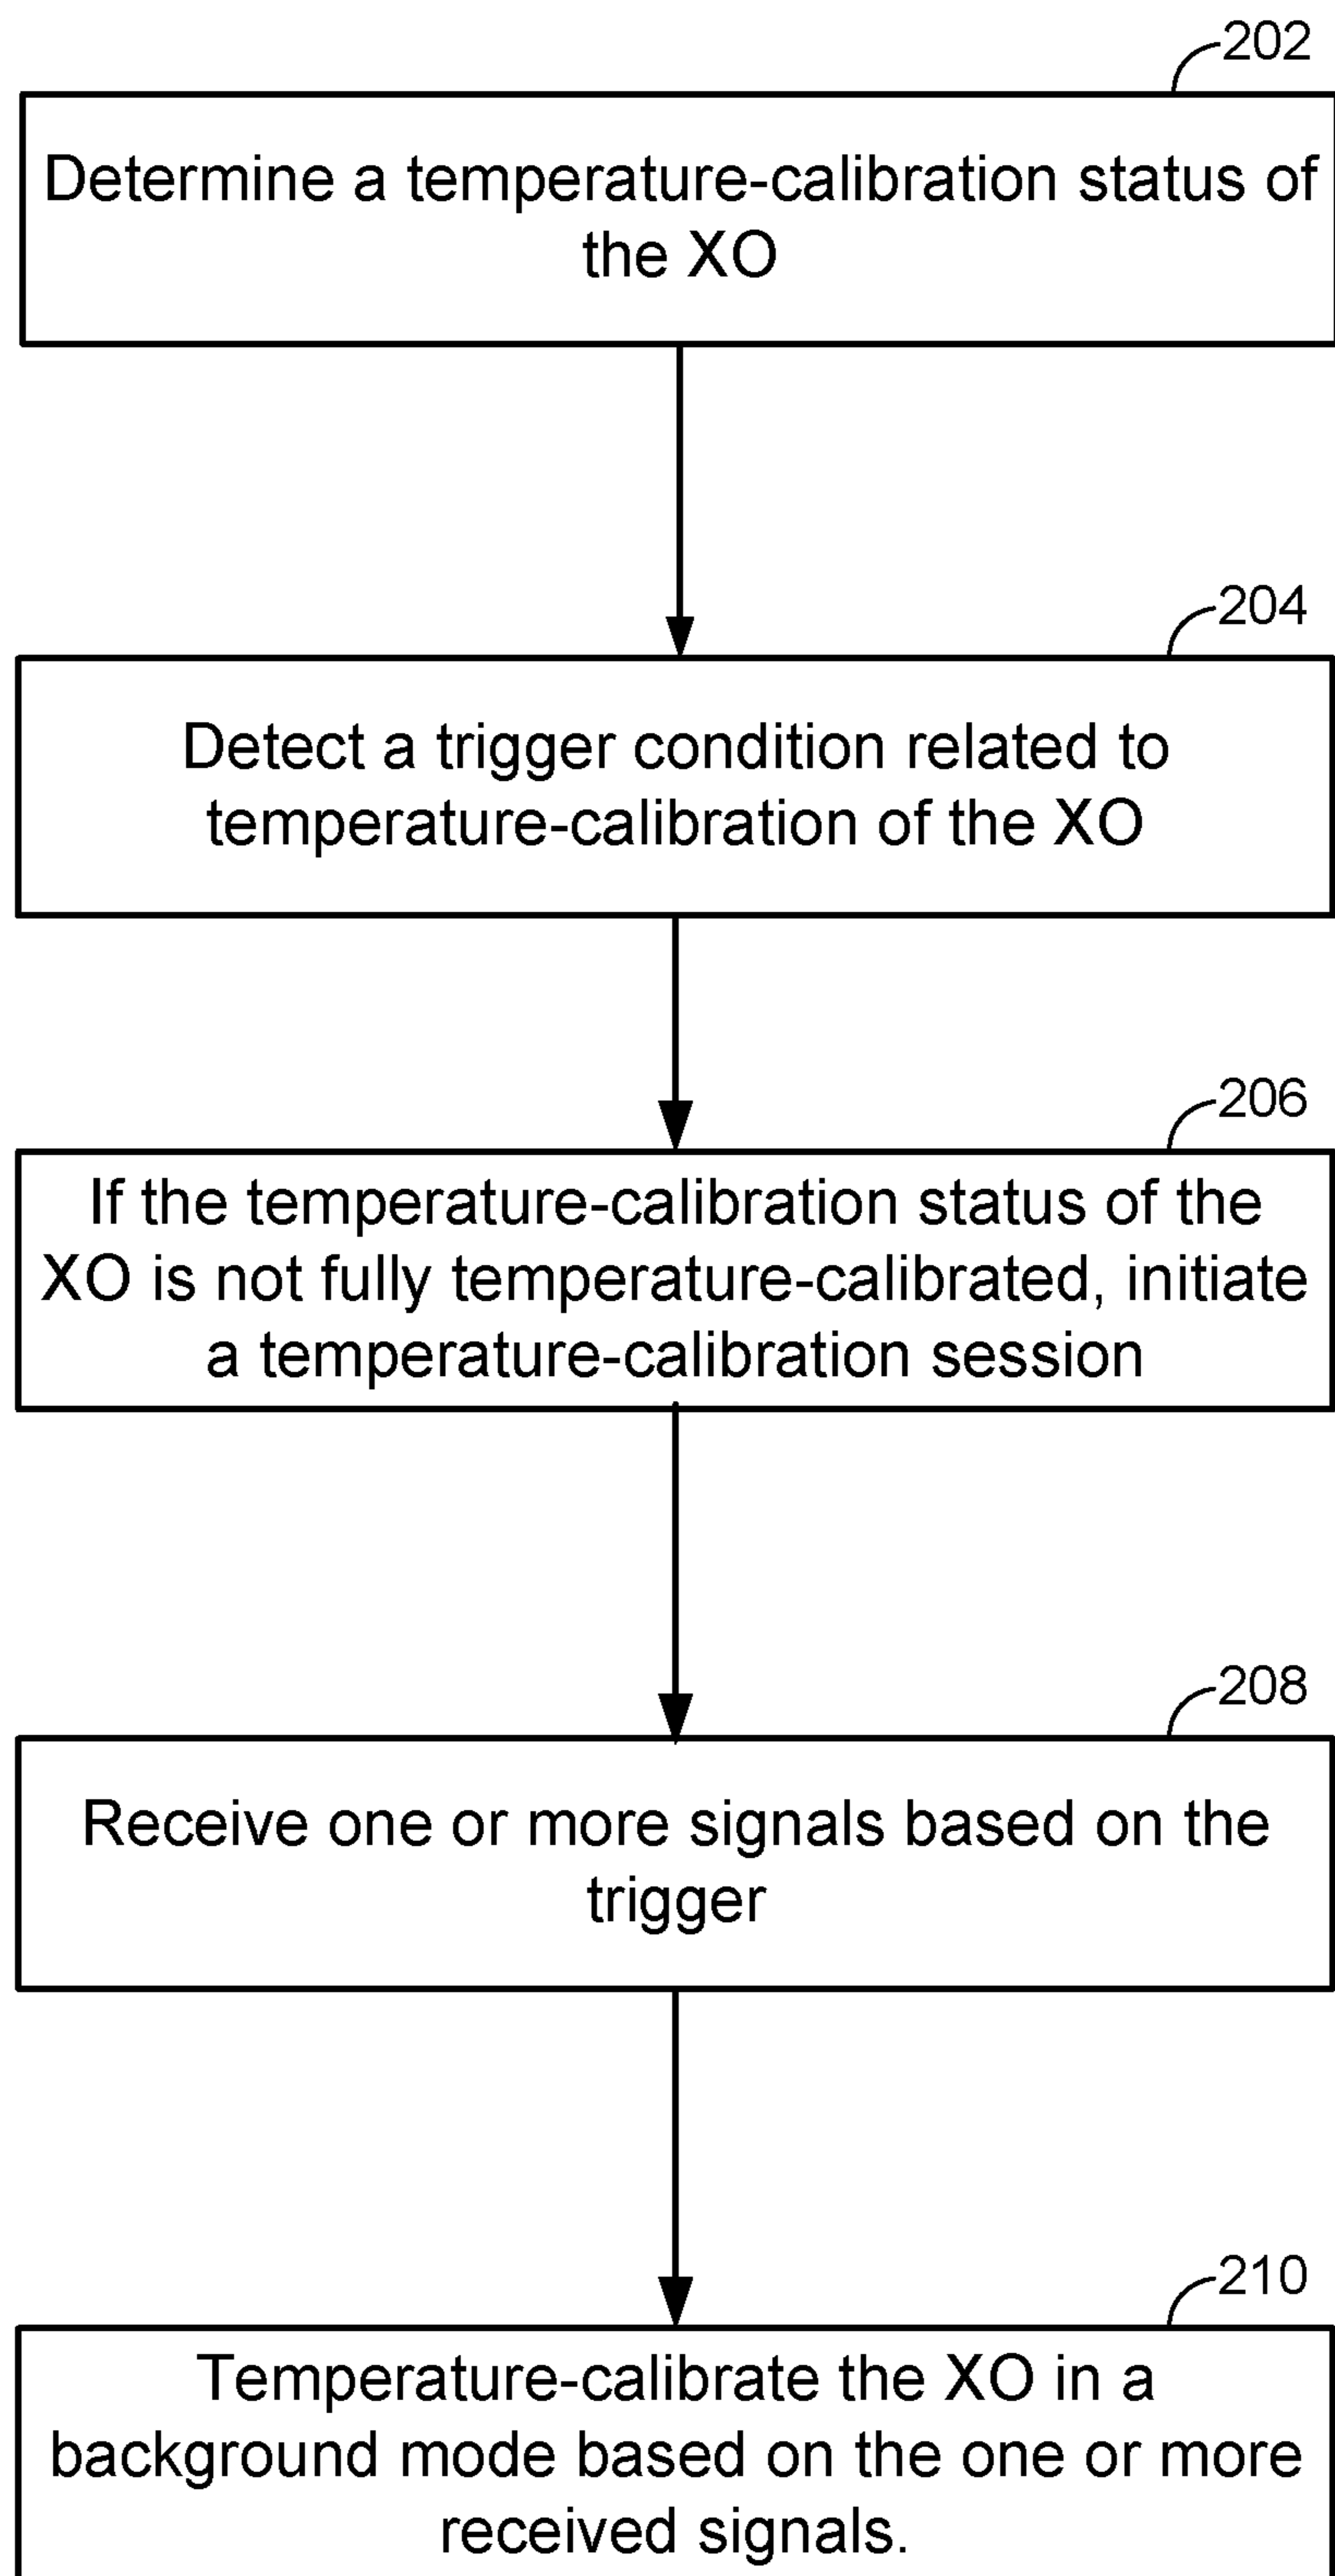 202
Determine a temperature-calibration status of
the XO
204
Detect a trigger condition related to
temperature-calibration of the XO
206
If the temperature-calibration status of the
XO is not fully temperature-calibrated, initiate
a temperature-calibration session
208
Receive one or more signals based on the
trigger
210
Temperature-calibrate the XO in a
background mode based on the one or more
received signals.